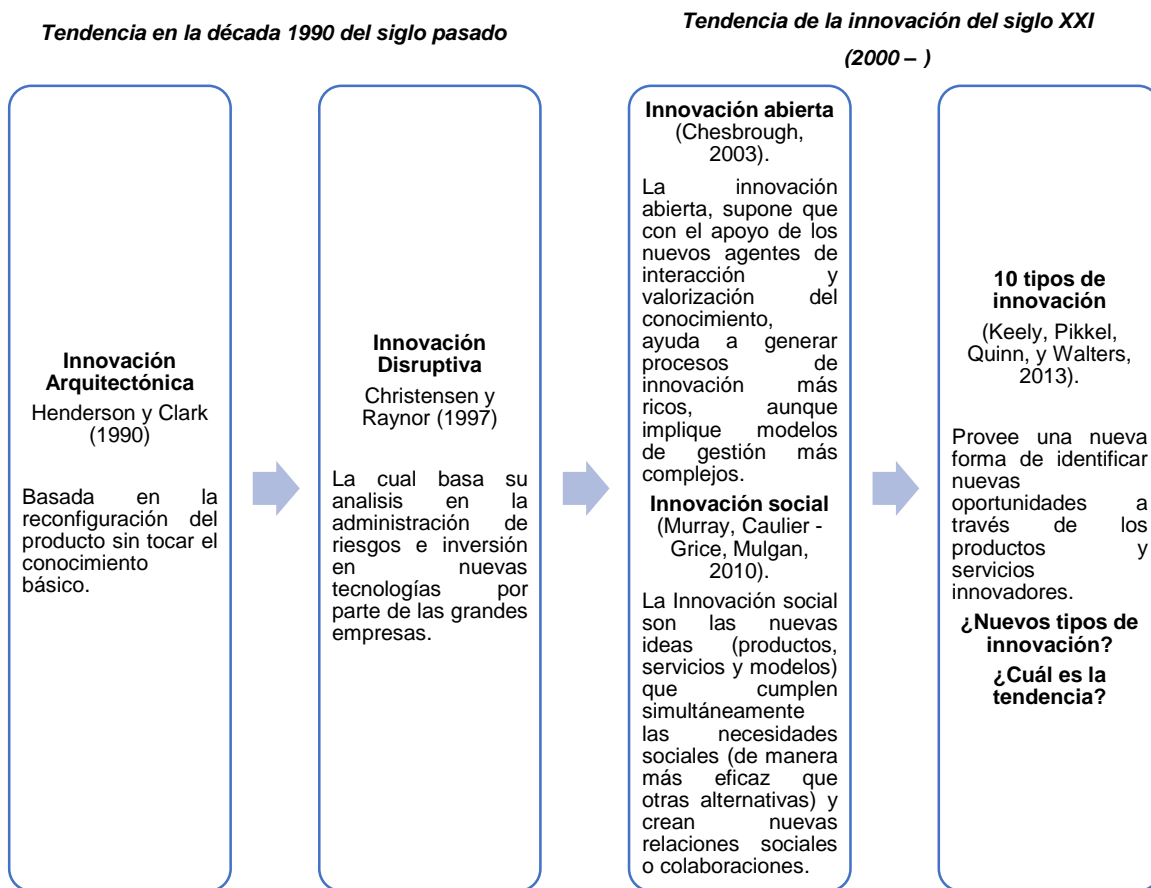 Tendencia en la década 1990 del siglo pasado
Tendencia de la innovación del siglo XXI
(2000 – )
Innovación
Arquitectónica
Henderson y Clark
(1990)
Basada en la
reconfiguración del
producto sin tocar el
conocimiento
básico.
Innovación
Disruptiva
Christensen y
Raynor (1997)
La cual basa su
analisis en la
administración de
riesgos e inversión
en nuevas
tecnologías por
parte de las grandes
empresas.
Innovación abierta
(Chesbrough,
2003).
La innovación
abierta, supone que
con el apoyo de los
nuevos agentes de
interacción y
valorización del
conocimiento,
ayuda a generar
procesos de
innovación más
ricos, aunque
implique modelos
de gestión más
complejos.
Innovación social
(Murray, Caulier -
Grice, Mulgan,
2010).
La Innovación social
son las nuevas
ideas (productos,
servicios y modelos)
que cumplen
simultáneamente
las necesidades
sociales (de manera
más eficaz que
otras alternativas) y
crean nuevas
relaciones sociales
o colaboraciones.
10 tipos de
innovación
(Keely, Pikkel,
Quinn, y Walters,
2013).
Provee una nueva
forma de identificar
nuevas
oportunidades a
través de los
productos y
servicios
innovadores.
¿Nuevos tipos de
innovación?
¿Cuál es la
tendencia?